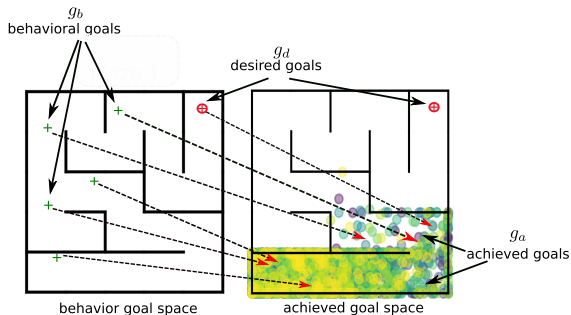 g_b
behavioral goals
g_d
desired goals
g_a
achieved goals
behavior goal space
achieved goal space